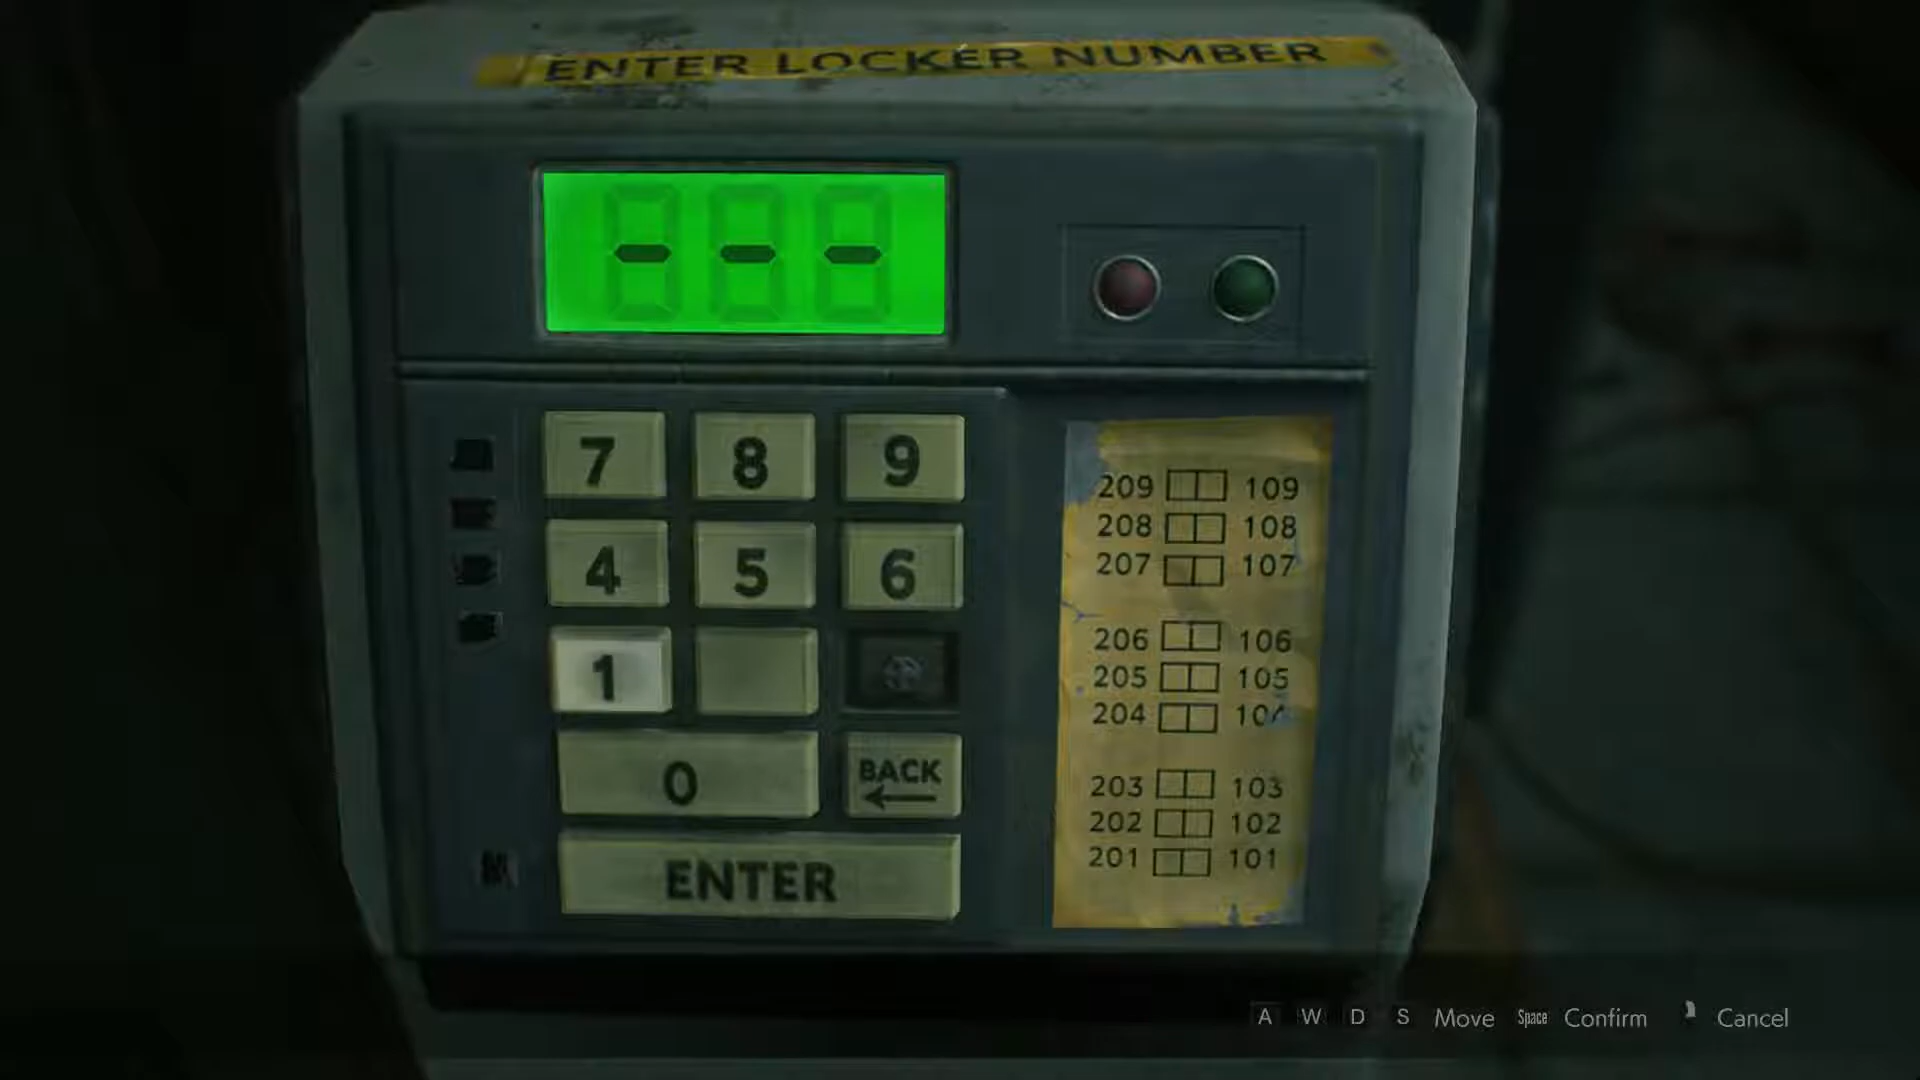 ENTER LOCKER NUMBER
- - -
7 8 9
4 5 6
1
0 BACK
ENTER
209 109
208 108
207 107
206 106
205 105
204 104
203 103
202 102
201 101
A W D S Move Space Confirm Cancel